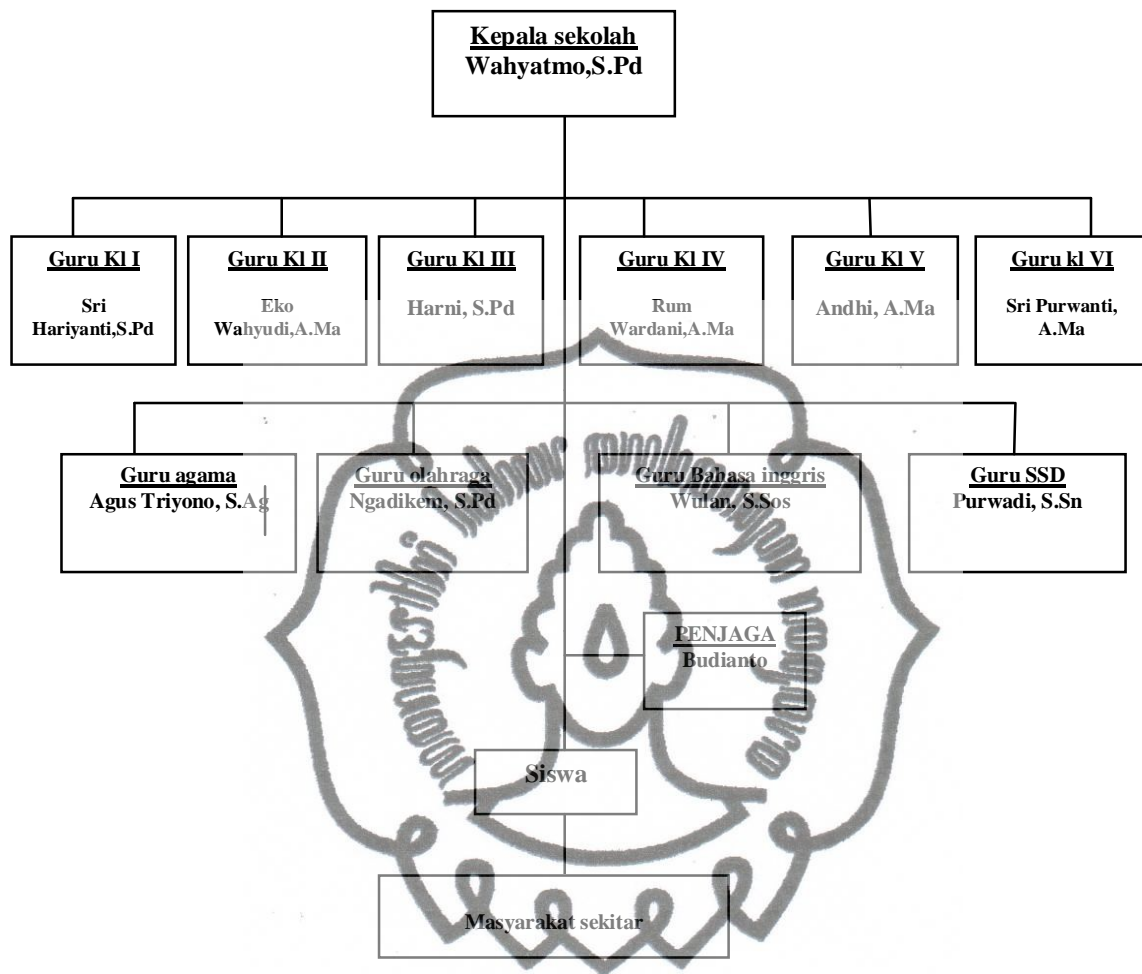 Kepala sekolah
Wahyatmo,S.Pd
Guru Kl I
Sri
Hariyanti,S.Pd
Guru Kl II
Eko
Wahyudi,A.Ma
Guru Kl III
Harni, S.Pd
Guru Kl IV
Rum
Wardani,A.Ma
Guru Kl V
Andhi, A.Ma
Guru kl VI
Sri Purwanti,
A.Ma
Guru agama
Agus Triyono, S.Ag
Guru olahraga
Ngadikem, S.Pd
Guru Bahasa inggris
Wulan, S.Sos
Guru SSD
Purwadi, S.Sn
PENJAGA
Budianto
Siswa
Masyarakat sekitar